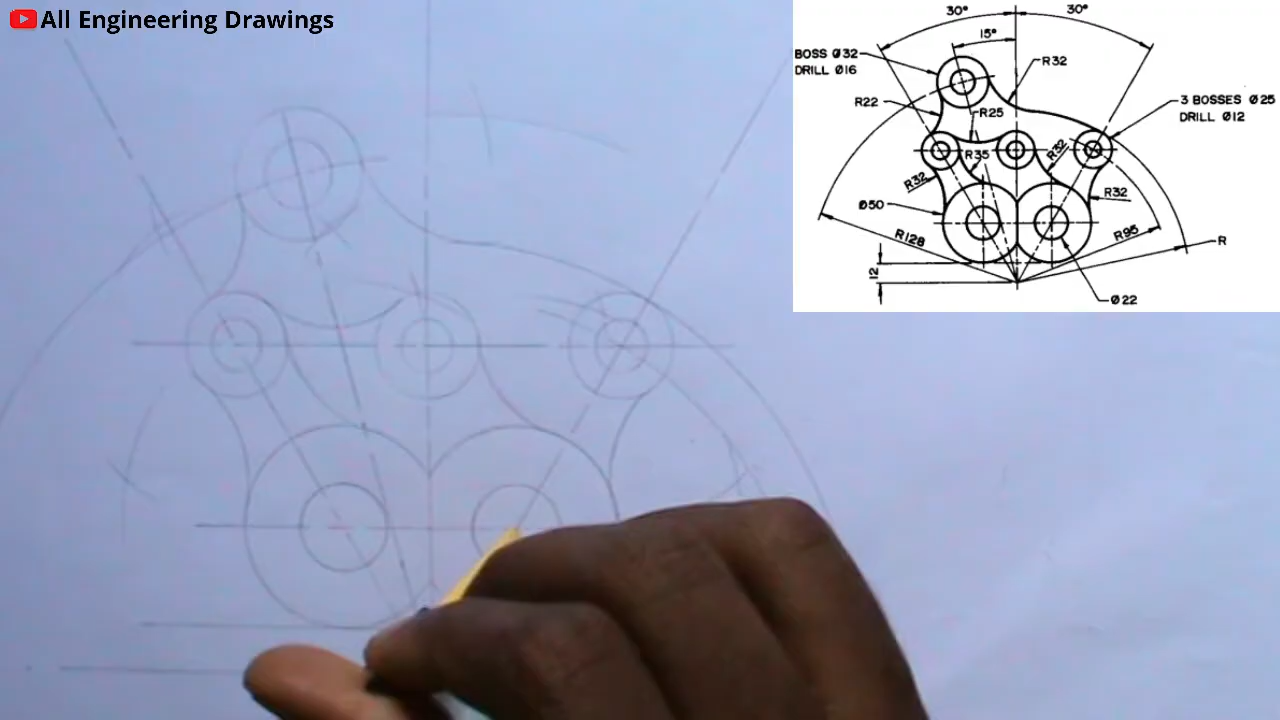 All Engineering Drawings
30°
30°
15°
BOSS Ø32
DRILL Ø16
R32
R22
3 BOSSES Ø25
DRILL Ø12
R25
R35
R32
R32
R32
Ø50
R128
R95
R
12
Ø22